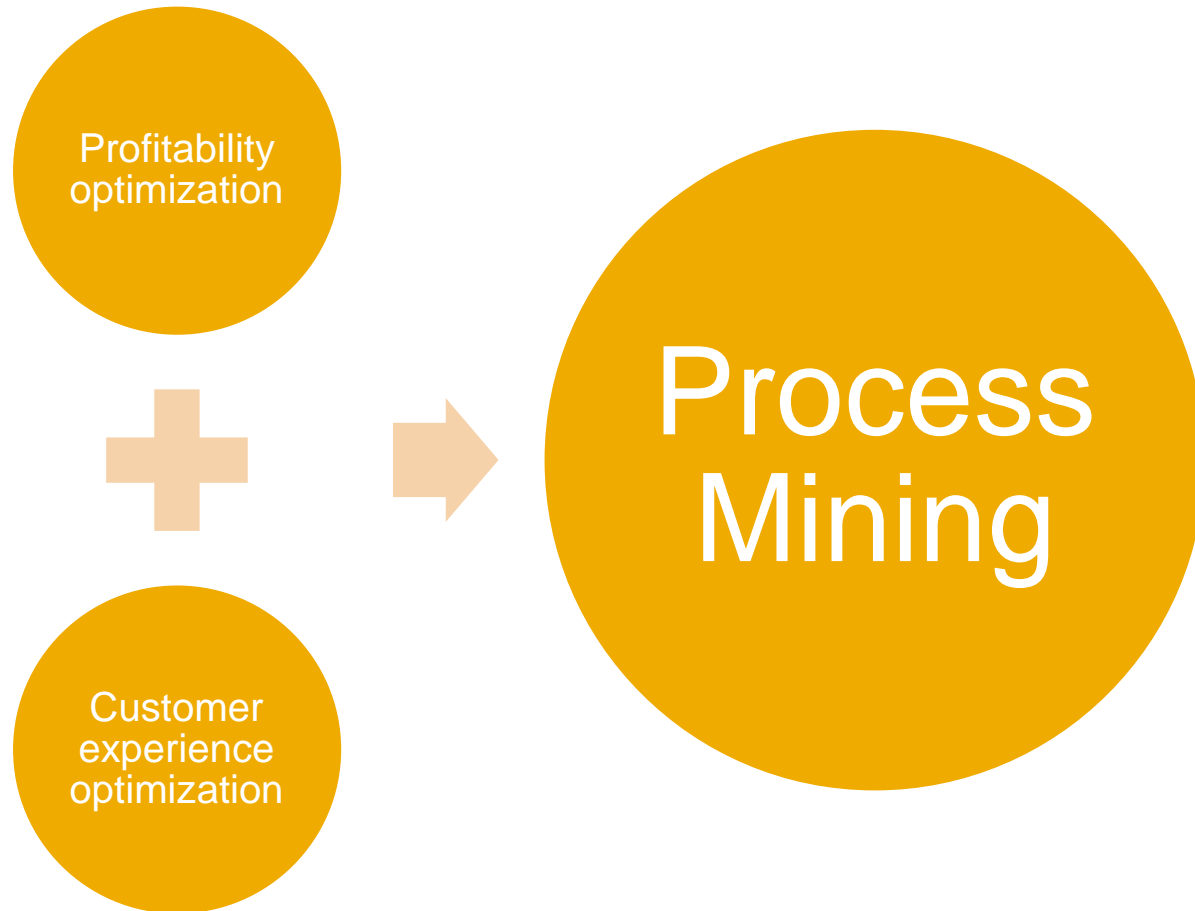 Profitability
optimization
Customer
experience
optimization
Process
Mining